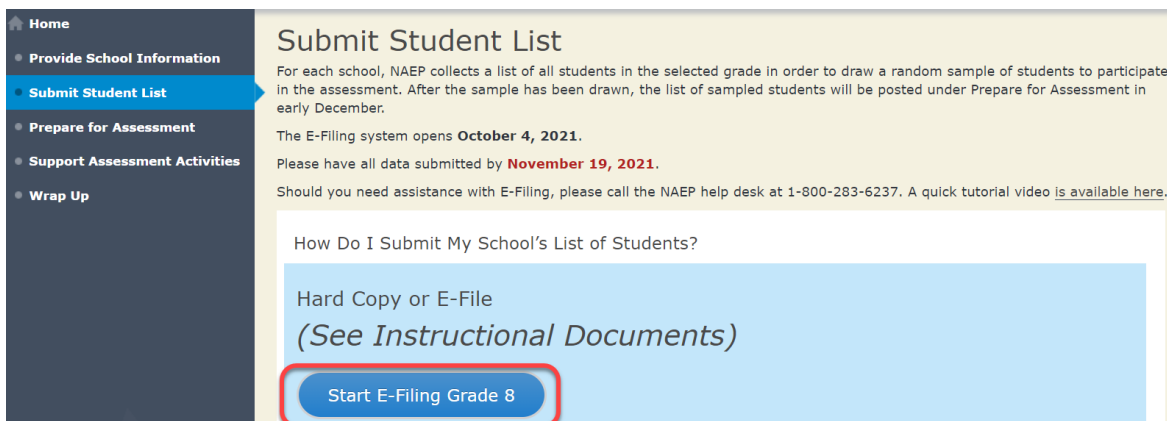 Home
Provide School Information
Submit Student List
Prepare for Assessment
Support Assessment Activities
Wrap Up
Submit Student List
For each school, NAEP collects a list of all students in the selected grade in order to draw a random sample of students to participate
in the assessment. After the sample has been drawn, the list of sampled students will be posted under Prepare for Assessment in
early December.
The E-Filing system opens October 4, 2021.
Please have all data submitted by November 19, 2021.
Should you need assistance with E-Filing, please call the NAEP help desk at 1-800-283-6237. A quick tutorial video is available here.
How Do I Submit My School's List of Students?
Hard Copy or E-File
(See Instructional Documents)
Start E-Filing Grade 8